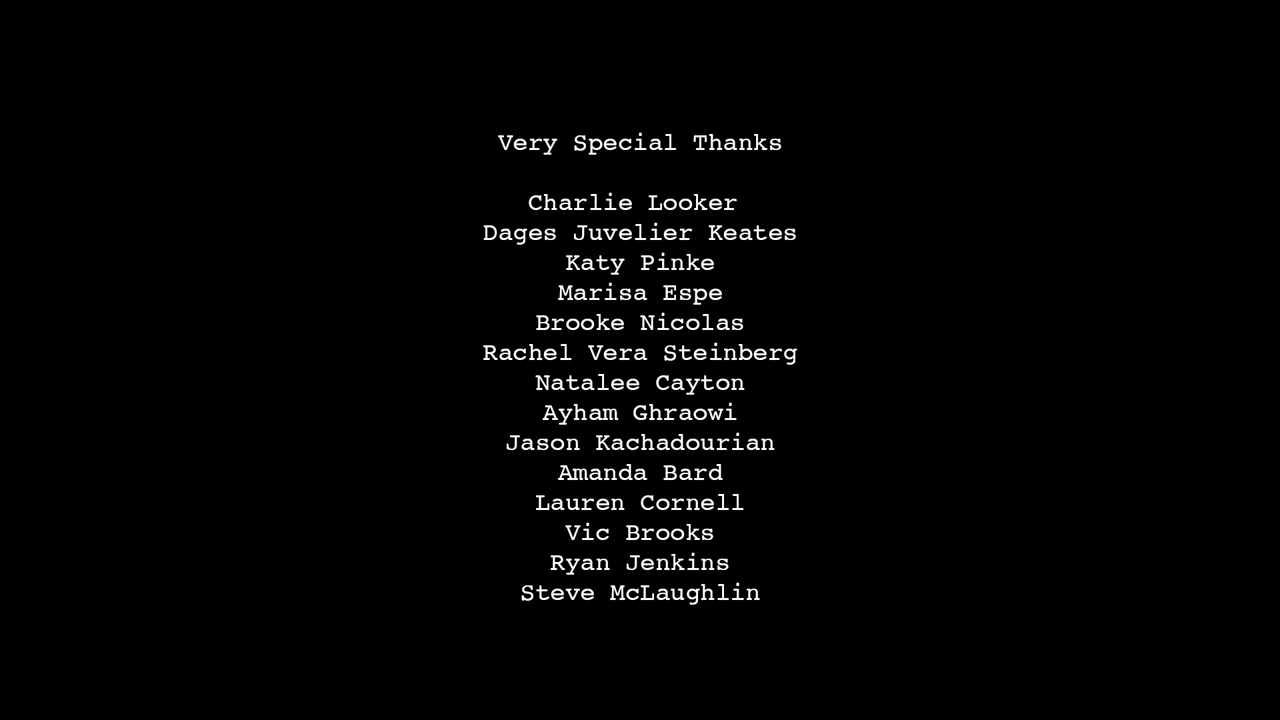 Very Special Thanks
Charlie Looker
Dages Juvelier Keates
Katy Pinke
Marisa Espe
Brooke Nicolas
Rachel Vera Steinberg
Natalee Cayton
Ayham Ghraowi
Jason Kachadourian
Amanda Bard
Lauren Cornell
Vic Brooks
Ryan Jenkins
Steve McLaughlin